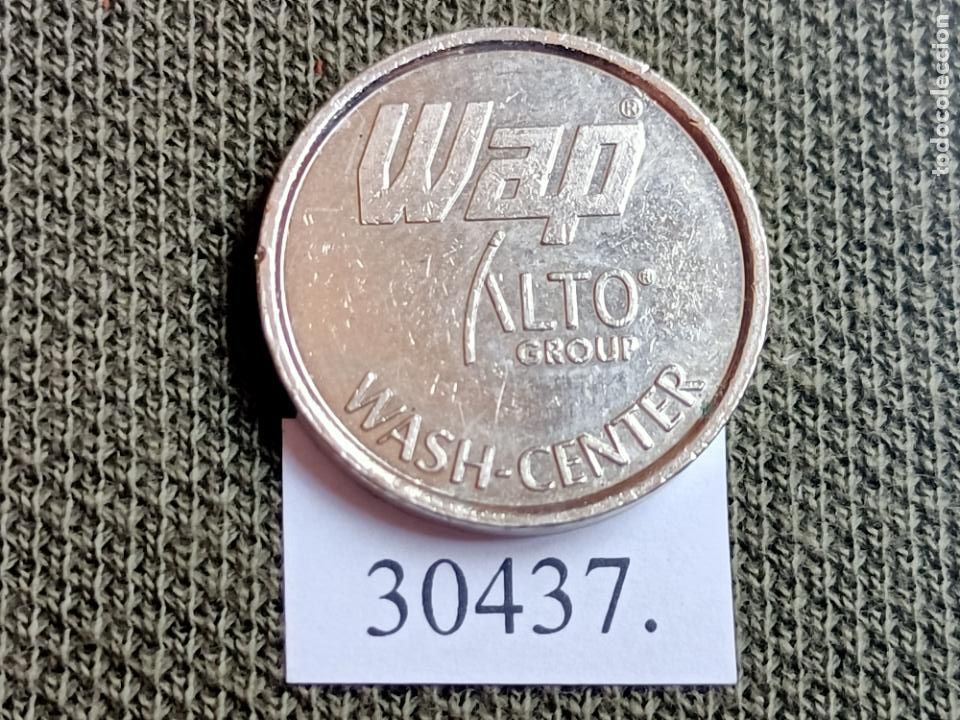 Wap®
ALTO®
GROUP
WASH-CENTER
30437.
todocoleccion